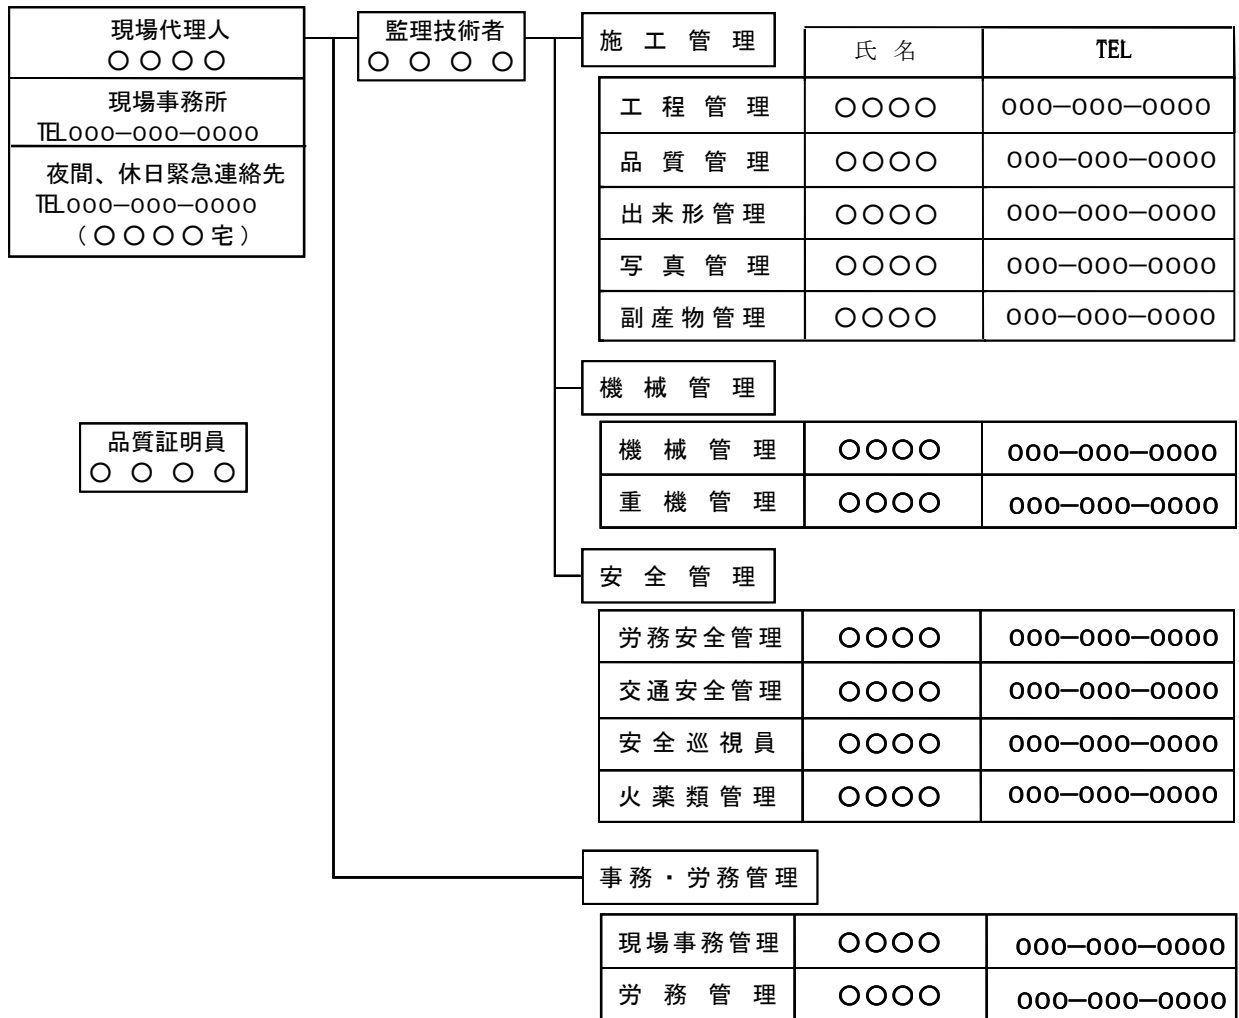 現場代理人
○○○○
現場事務所
TEL000−000−0000
夜間、休日緊急連絡先
TEL000−000−0000
（○○○○宅）
監理技術者
○○○○
品質証明員
○○○○
施工管理
氏名 TEL
工程管理 ○○○○ 000−000−0000
品質管理 ○○○○ 000−000−0000
出来形管理 ○○○○ 000−000−0000
写真管理 ○○○○ 000−000−0000
副産物管理 ○○○○ 000−000−0000
機械管理
機械管理 ○○○○ 000−000−0000
重機管理 ○○○○ 000−000−0000
安全管理
労務安全管理 ○○○○ 000−000−0000
交通安全管理 ○○○○ 000−000−0000
安全巡視員 ○○○○ 000−000−0000
火薬類管理 ○○○○ 000−000−0000
事務・労務管理
現場事務管理 ○○○○ 000−000−0000
労務管理 ○○○○ 000−000−0000